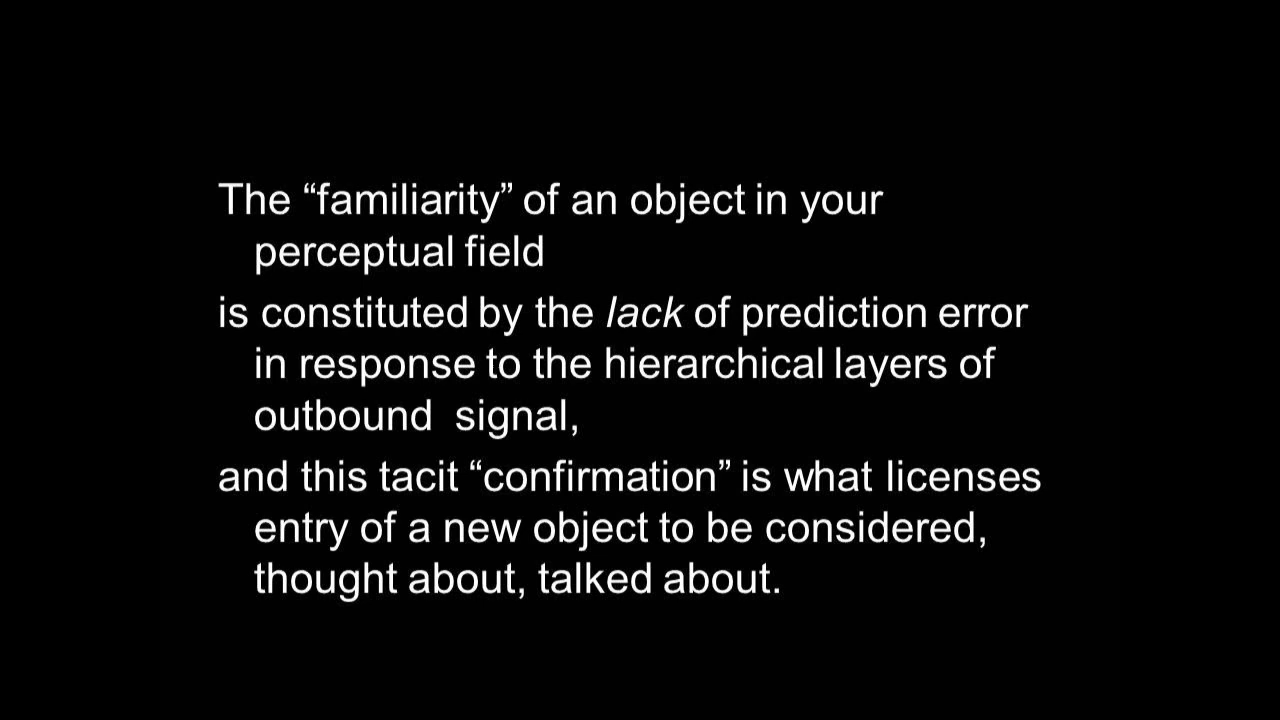 The “familiarity” of an object in your
perceptual field
is constituted by the lack of prediction error
in response to the hierarchical layers of
outbound  signal,
and this tacit “confirmation” is what licenses
entry of a new object to be considered,
thought about, talked about.